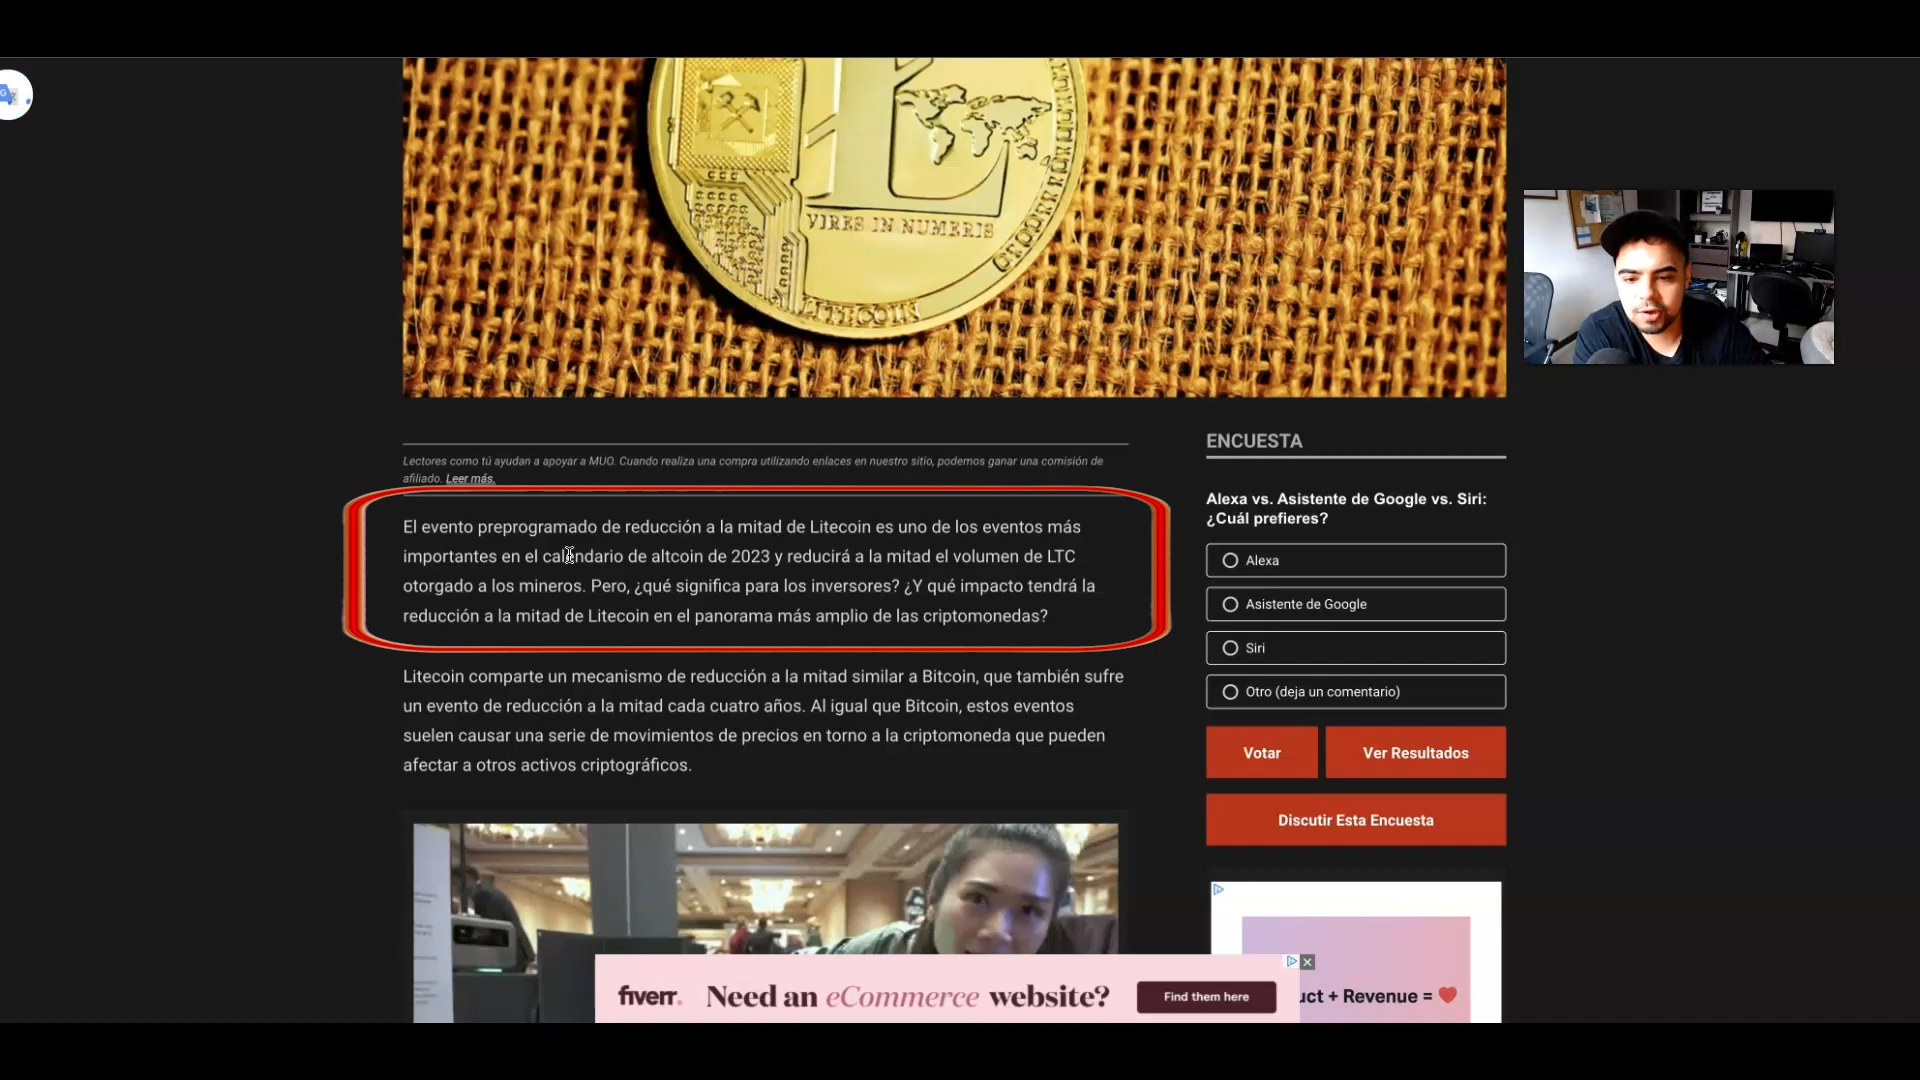 VIRES IN NUMERIS
LITECOIN
Lectores como tú ayudan a apoyar a MUO. Cuando realiza una compra utilizando enlaces en nuestro sitio, podemos ganar una comisión de
afiliado. Leer más.
El evento preprogramado de reducción a la mitad de Litecoin es uno de los eventos más
importantes en el calendario de altcoin de 2023 y reducirá a la mitad el volumen de LTC
otorgado a los mineros. Pero, ¿qué significa para los inversores? ¿Y qué impacto tendrá la
reducción a la mitad de Litecoin en el panorama más amplio de las criptomonedas?
Litecoin comparte un mecanismo de reducción a la mitad similar a Bitcoin, que también sufre
un evento de reducción a la mitad cada cuatro años. Al igual que Bitcoin, estos eventos
suelen causar una serie de movimientos de precios en torno a la criptomoneda que pueden
afectar a otros activos criptográficos.
ENCUESTA
Alexa vs. Asistente de Google vs. Siri:
¿Cuál prefieres?
Alexa
Asistente de Google
Siri
Otro (deja un comentario)
Votar
Ver Resultados
Discutir Esta Encuesta
fiverr.
Need an eCommerce website?
Find them here
+ Revenue =